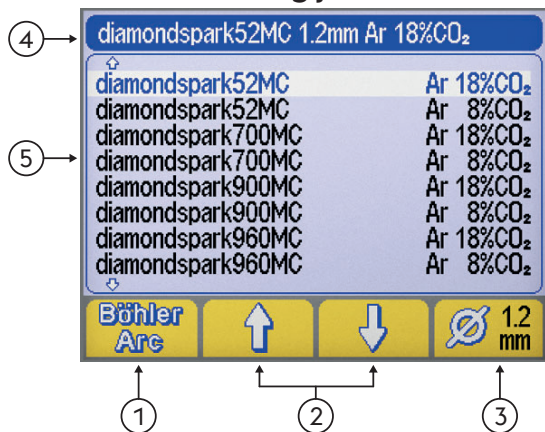 ④
diamondspark52MC 1.2mm Ar 18%CO₂
diamondspark52MC Ar 18%CO₂
diamondspark52MC Ar 8%CO₂
diamondspark700MC Ar 18%CO₂
⑤
diamondspark700MC Ar 8%CO₂
diamondspark900MC Ar 18%CO₂
diamondspark900MC Ar 8%CO₂
diamondspark960MC Ar 18%CO₂
diamondspark960MC Ar 8%CO₂
Böhler
Arc
1.2
mm
① ② ③